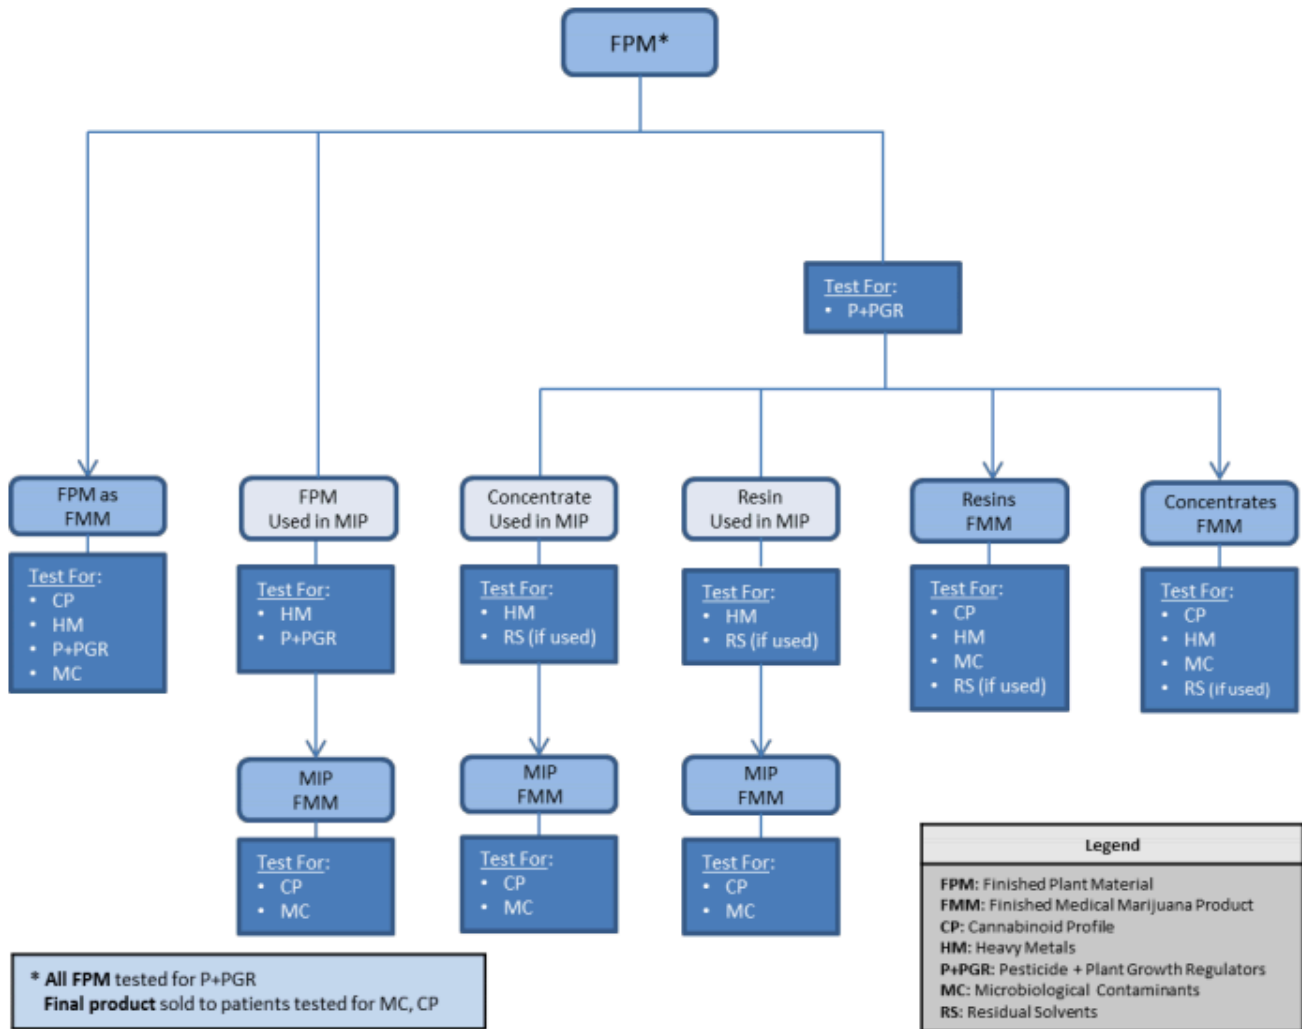 FPM*
Test For:
• P+PGR
FPM as
FMM
Test For:
• CP
• HM
• P+PGR
• MC
FPM
Used in MIP
Test For:
• HM
• P+PGR
MIP
FMM
Test For:
• CP
• MC
Concentrate
Used in MIP
Test For:
• HM
• RS (if used)
MIP
FMM
Test For:
• CP
• MC
Resin
Used in MIP
Test For:
• HM
• RS (if used)
MIP
FMM
Test For:
• CP
• MC
Resins
FMM
Test For:
• CP
• HM
• MC
• RS (if used)
Concentrates
FMM
Test For:
• CP
• HM
• MC
• RS (if used)
* All FPM tested for P+PGR
Final product sold to patients tested for MC, CP
Legend
FPM: Finished Plant Material
FMM: Finished Medical Marijuana Product
CP: Cannabinoid Profile
HM: Heavy Metals
P+PGR: Pesticide + Plant Growth Regulators
MC: Microbiological Contaminants
RS: Residual Solvents